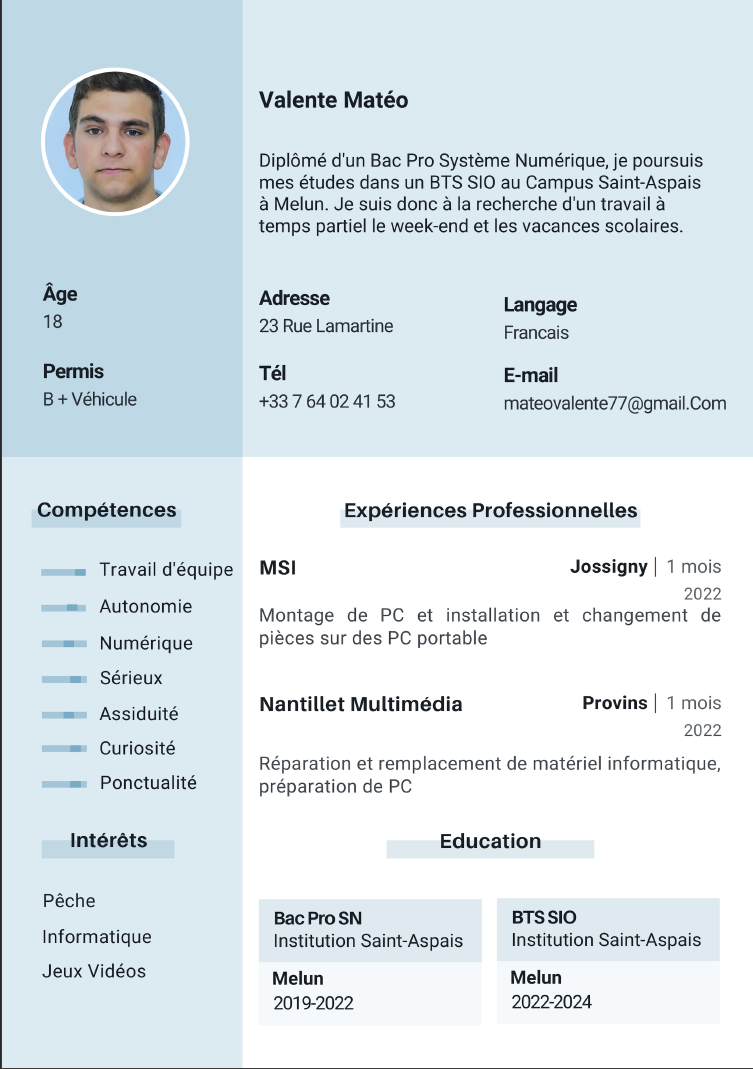 Valente Matéo
Diplômé d'un Bac Pro Système Numérique, je poursuis
mes études dans un BTS SIO au Campus Saint-Aspais
à Melun. Je suis donc à la recherche d'un travail à
temps partiel le week-end et les vacances scolaires.
Âge
18
Permis
B + Véhicule
Adresse
23 Rue Lamartine
Tél
+33 7 64 02 41 53
Langage
Francais
E-mail
mateovalente77@gmail.Com
Compétences
Travail d'équipe
Autonomie
Numérique
Sérieux
Assiduité
Curiosité
Ponctualité
Intérêts
Pêche
Informatique
Jeux Vidéos
Expériences Professionnelles
MSI Jossigny | 1 mois
2022
Montage de PC et installation et changement de
pièces sur des PC portable
Nantillet Multimédia Provins | 1 mois
2022
Réparation et remplacement de matériel informatique,
préparation de PC
Education
Bac Pro SN
Institution Saint-Aspais
Melun
2019-2022
BTS SIO
Institution Saint-Aspais
Melun
2022-2024